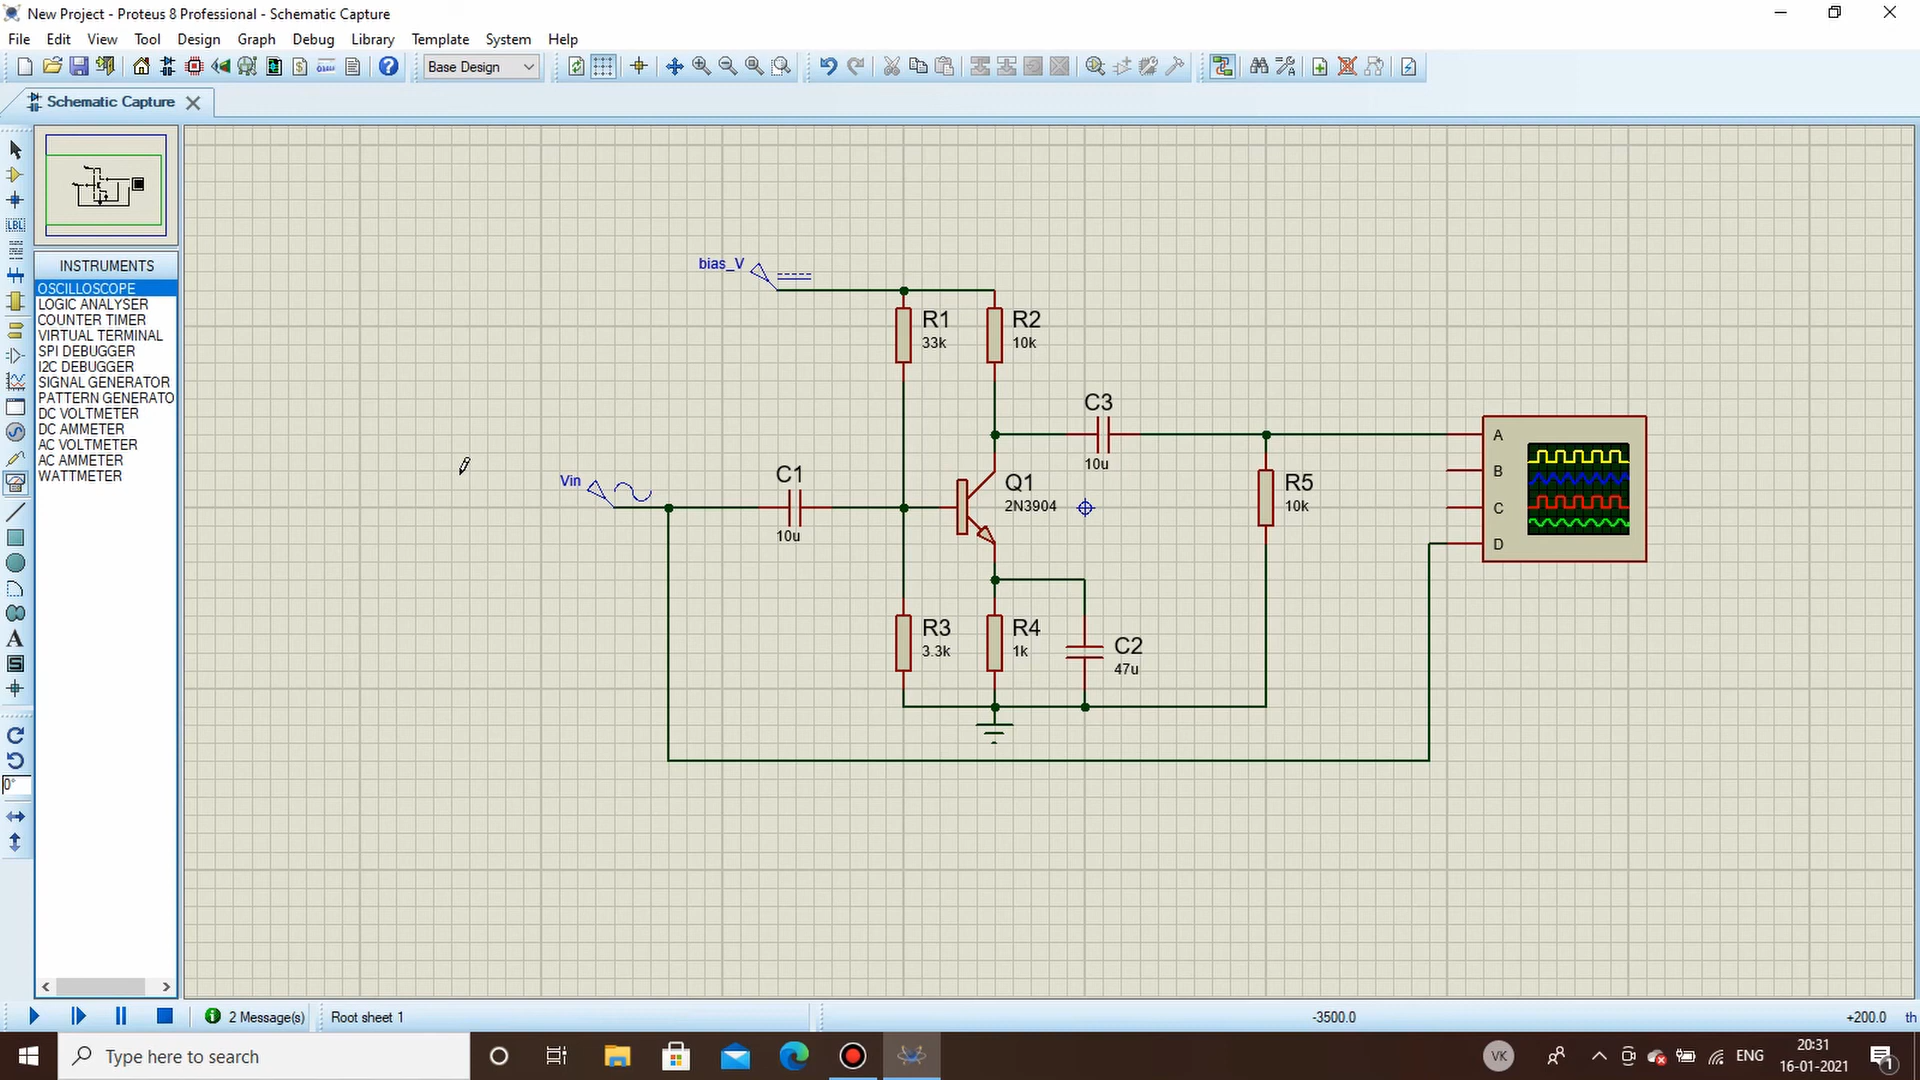 New Project - Proteus 8 Professional - Schematic Capture
File Edit View Tool Design Graph Debug Library Template System Help
Base Design
Schematic Capture
INSTRUMENTS
OSCILLOSCOPE
LOGIC ANALYSER
COUNTER TIMER
VIRTUAL TERMINAL
SPI DEBUGGER
I2C DEBUGGER
SIGNAL GENERATOR
PATTERN GENERATO
DC VOLTMETER
DC AMMETER
AC VOLTMETER
AC AMMETER
WATTMETER
LBL
A
S
0°
bias_V
R1
33k
R2
10k
C3
10u
Vin
C1
10u
Q1
2N3904
R5
10k
A
B
C
D
R3
3.3k
R4
1k
C2
47u
2 Message(s)
Root sheet 1
-3500.0
+200.0
th
Type here to search
VK
ENG
20:31
16-01-2021
1